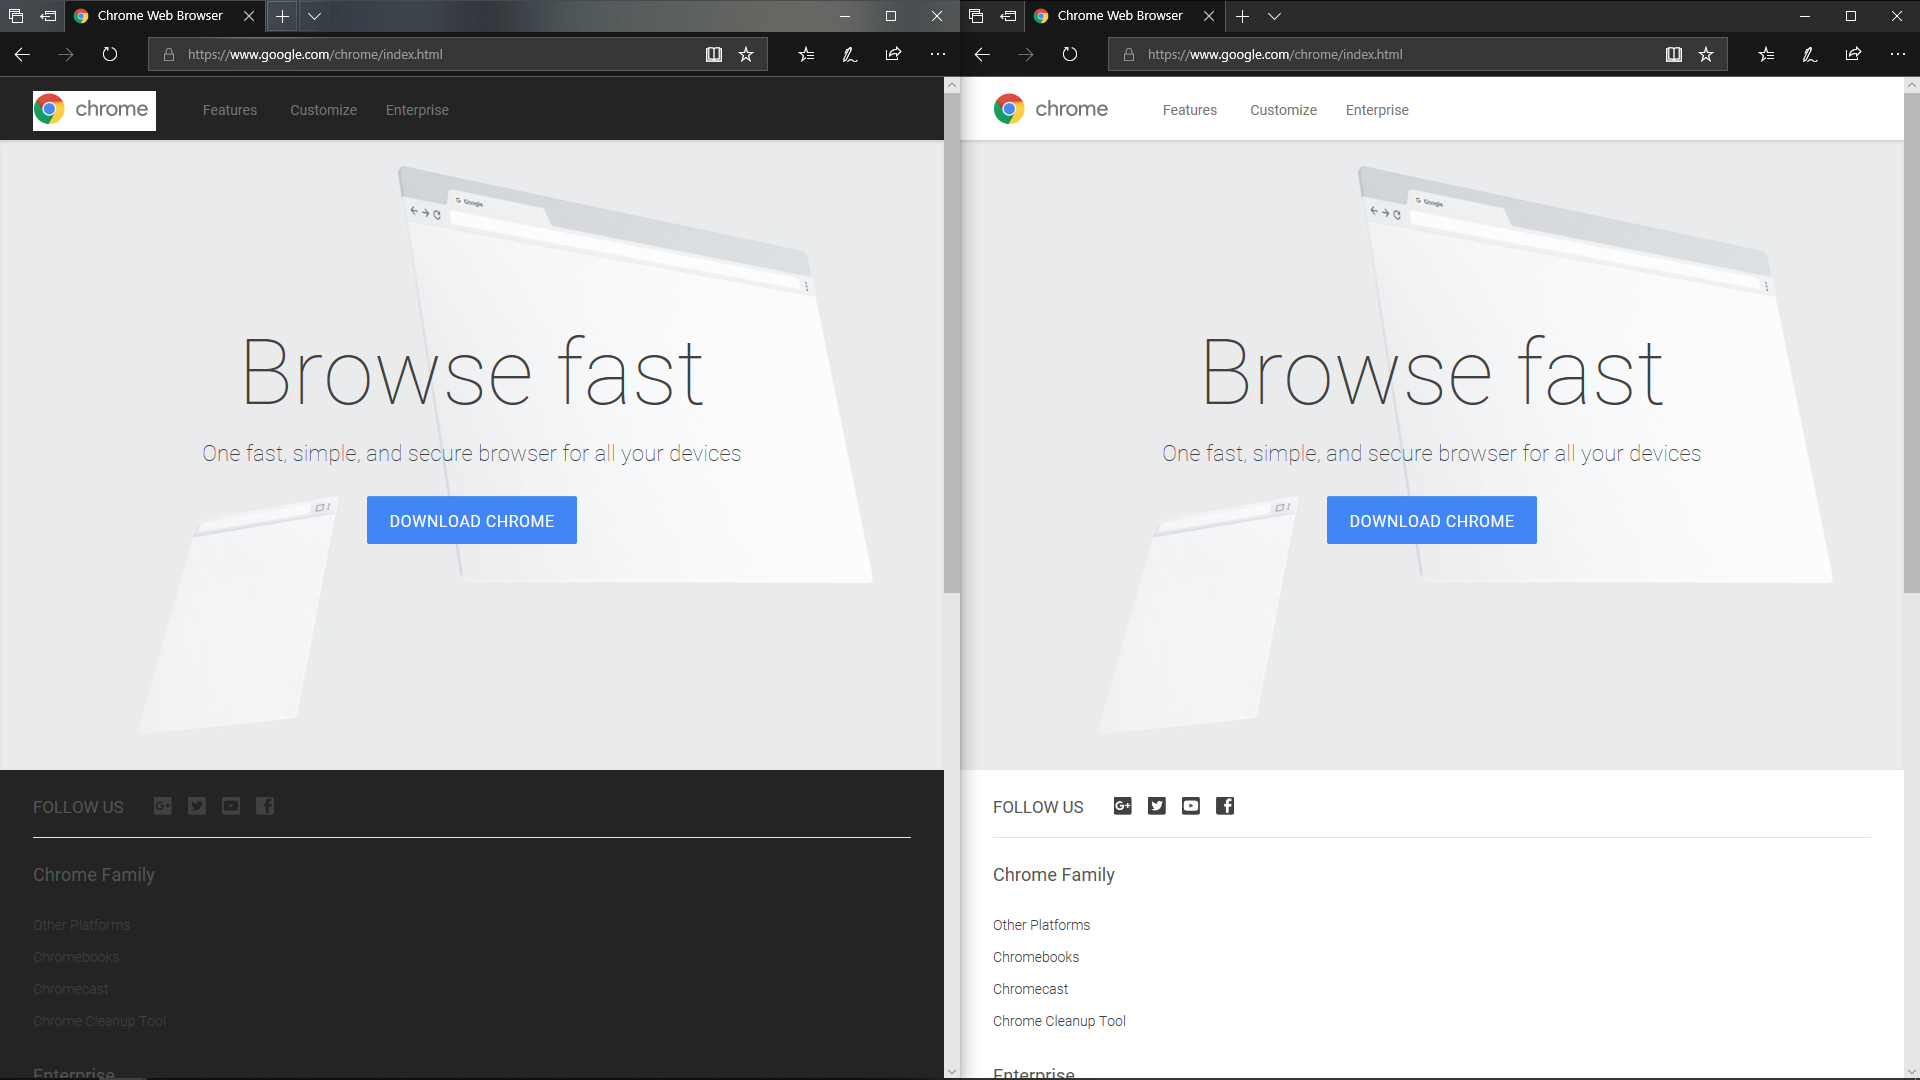 Chrome Web Browser
https://www.google.com/chrome/index.html
chrome
Features
Customize
Enterprise
Google
Browse fast
One fast, simple, and secure browser for all your devices
DOWNLOAD CHROME
FOLLOW US
G+
Chrome Family
Other Platforms
Chromebooks
Chromecast
Chrome Cleanup Tool
Enterprise
Chrome Web Browser
https://www.google.com/chrome/index.html
chrome
Features
Customize
Enterprise
Google
Browse fast
One fast, simple, and secure browser for all your devices
DOWNLOAD CHROME
FOLLOW US
G+
Chrome Family
Other Platforms
Chromebooks
Chromecast
Chrome Cleanup Tool
Enterprise